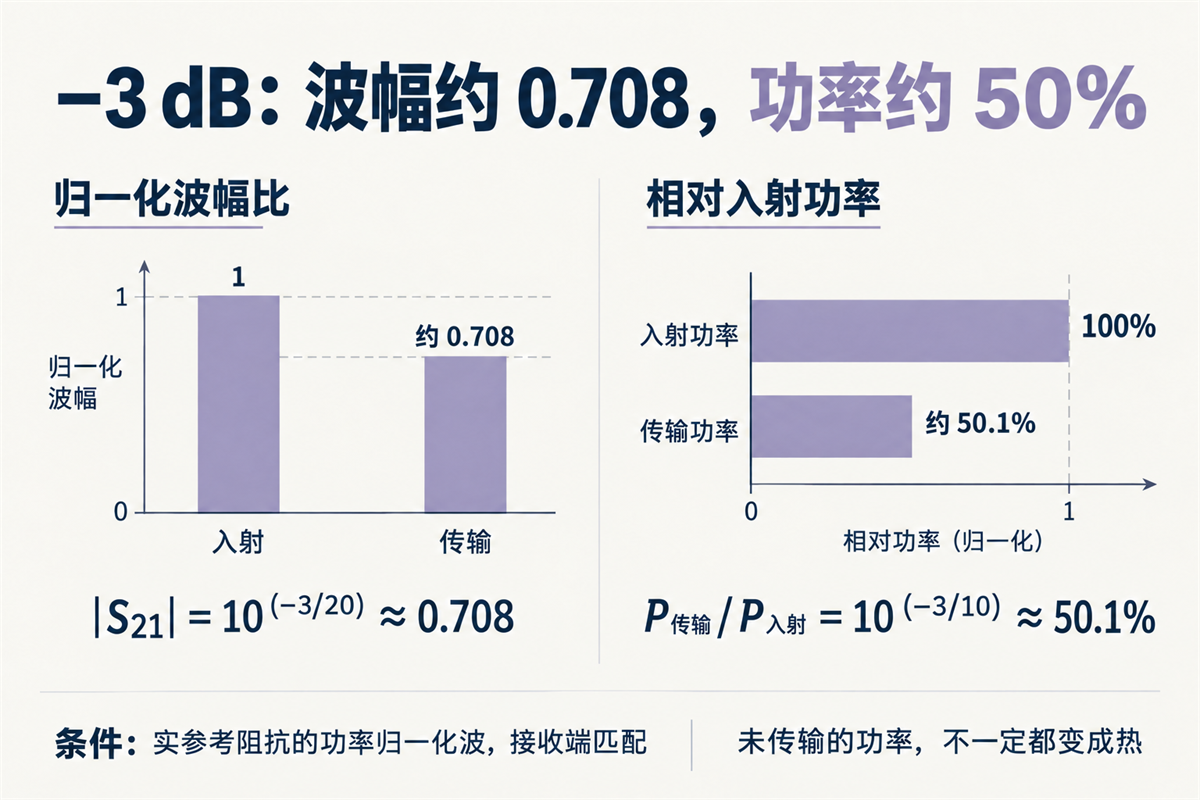 −3 dB：波幅约 0.708，功率约 50%
归一化波幅比
1
1
约 0.708
归一化
波幅
0
入射
传输
|S₂₁| = 10^(−3/20) ≈ 0.708
相对入射功率
入射功率
100%
传输功率
约 50.1%
0
1
相对功率（归一化）
P传输 / P入射 = 10^(−3/10) ≈ 50.1%
条件：实参考阻抗的功率归一化波，接收端匹配
未传输的功率，不一定都变成热